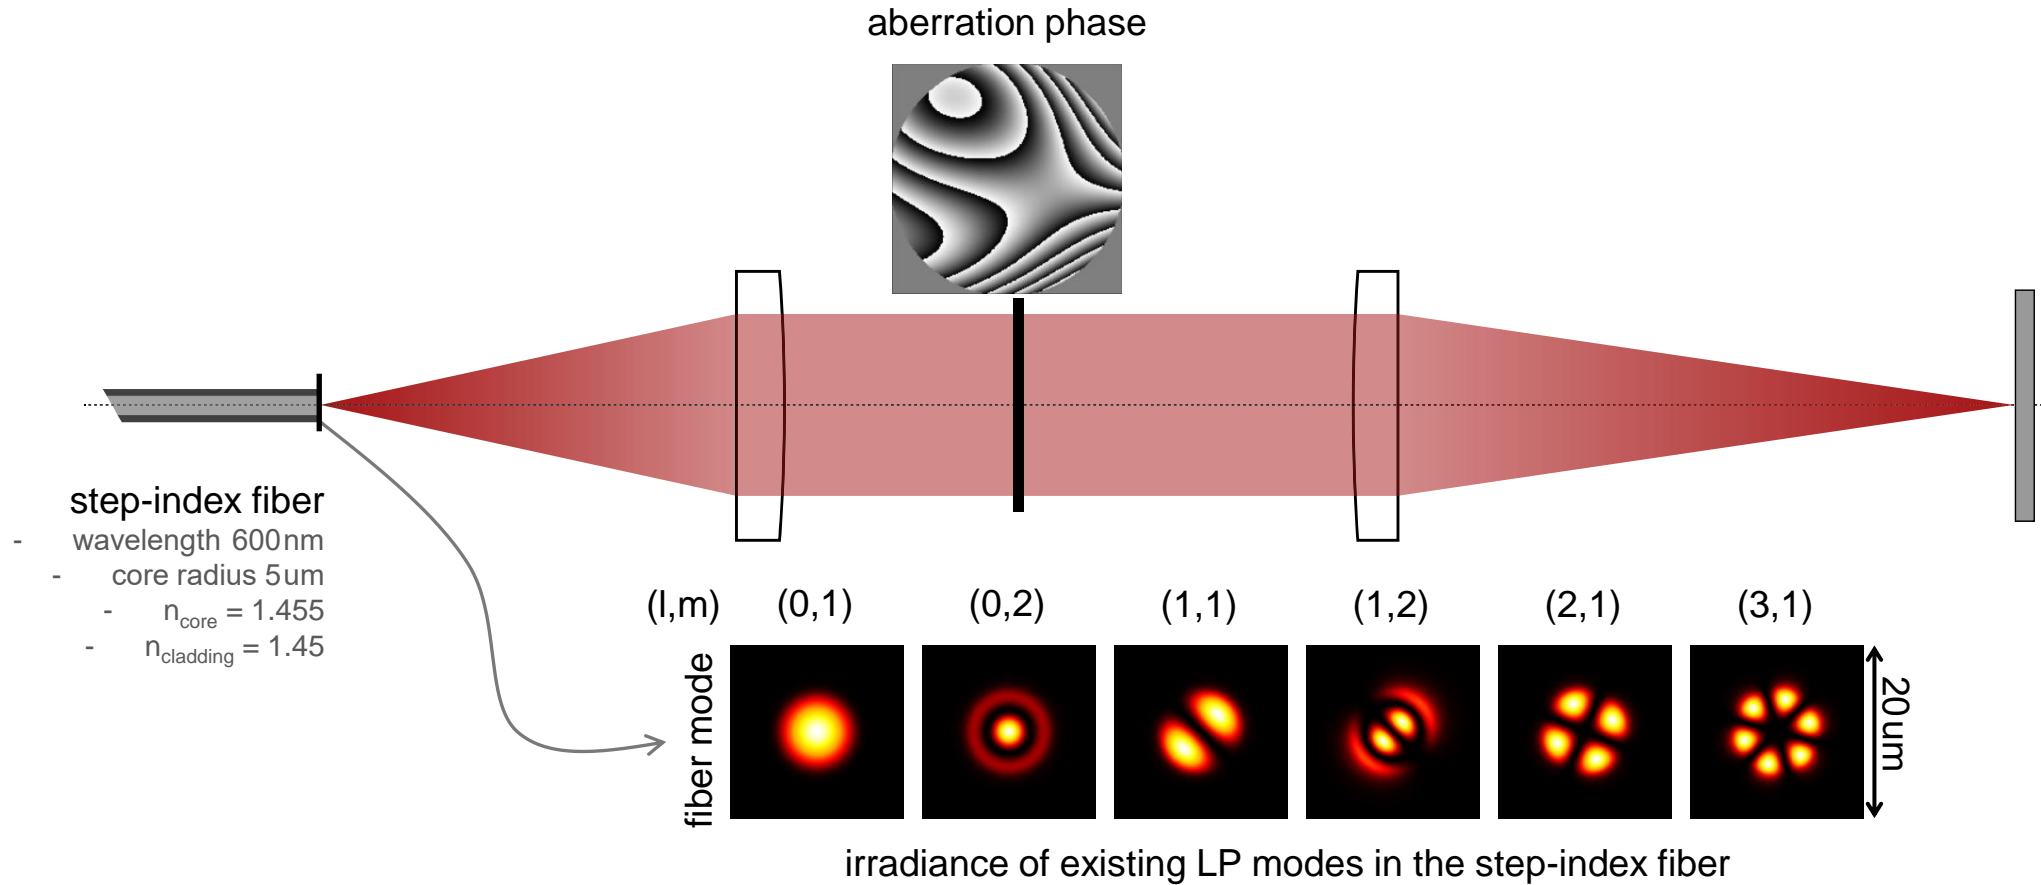 aberration phase
step-index fiber
- wavelength 600nm
- core radius 5um
- n_core = 1.455
- n_cladding = 1.45
(l,m) (0,1) (0,2) (1,1) (1,2) (2,1) (3,1)
fiber mode
20um
irradiance of existing LP modes in the step-index fiber